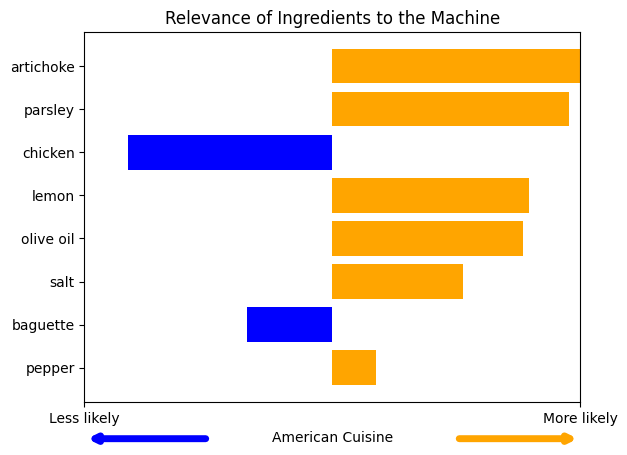 Relevance of Ingredients to the Machine
artichoke
parsley
chicken
lemon
olive oil
salt
baguette
pepper
Less likely
More likely
American Cuisine